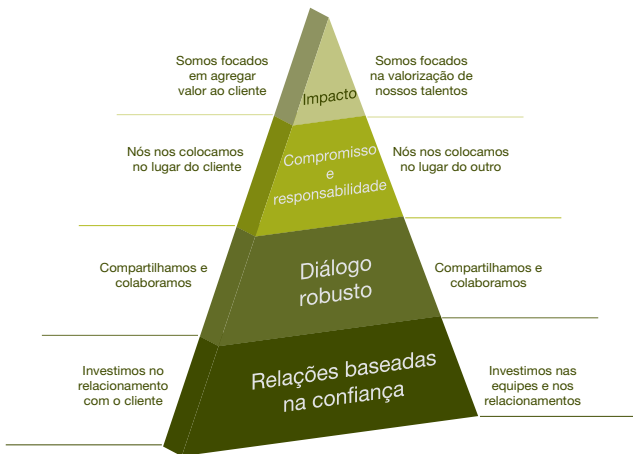 Somos focados
em agregar
valor ao cliente
Impacto
Somos focados
na valorização de
nossos talentos
Nós nos colocamos
no lugar do cliente
Compromisso
e
responsabilidade
Nós nos colocamos
no lugar do outro
Compartilhamos e
colaboramos
Diálogo
robusto
Compartilhamos e
colaboramos
Investimos no
relacionamento
com o cliente
Relações baseadas
na confiança
Investimos nas
equipes e nos
relacionamentos